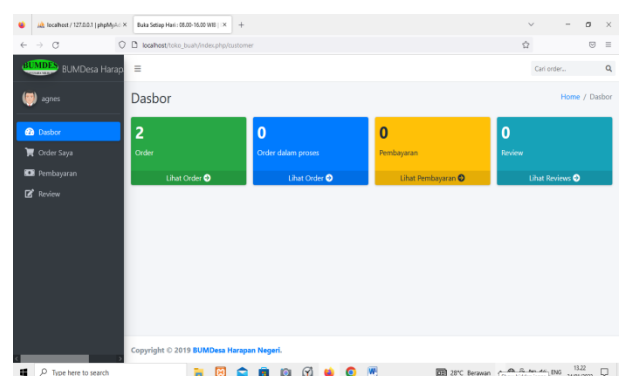 localhost / 127.0.0.1 | phpMyAd
Buka Setiap Hari : 08.00-16.00 WIB |
localhost/toko_buah/index.php/customer
BUMDES
BUMDesa Harap
Cari order...
agnes
Dasbor
Home / Dasbor
Dasbor
Order Saya
Pembayaran
Review
2
Order
Lihat Order
0
Order dalam proses
Lihat Order
0
Pembayaran
Lihat Pembayaran
0
Review
Lihat Reviews
Copyright © 2019 BUMDesa Harapan Negeri.
Type here to search
28°C Berawan
ENG
13.22